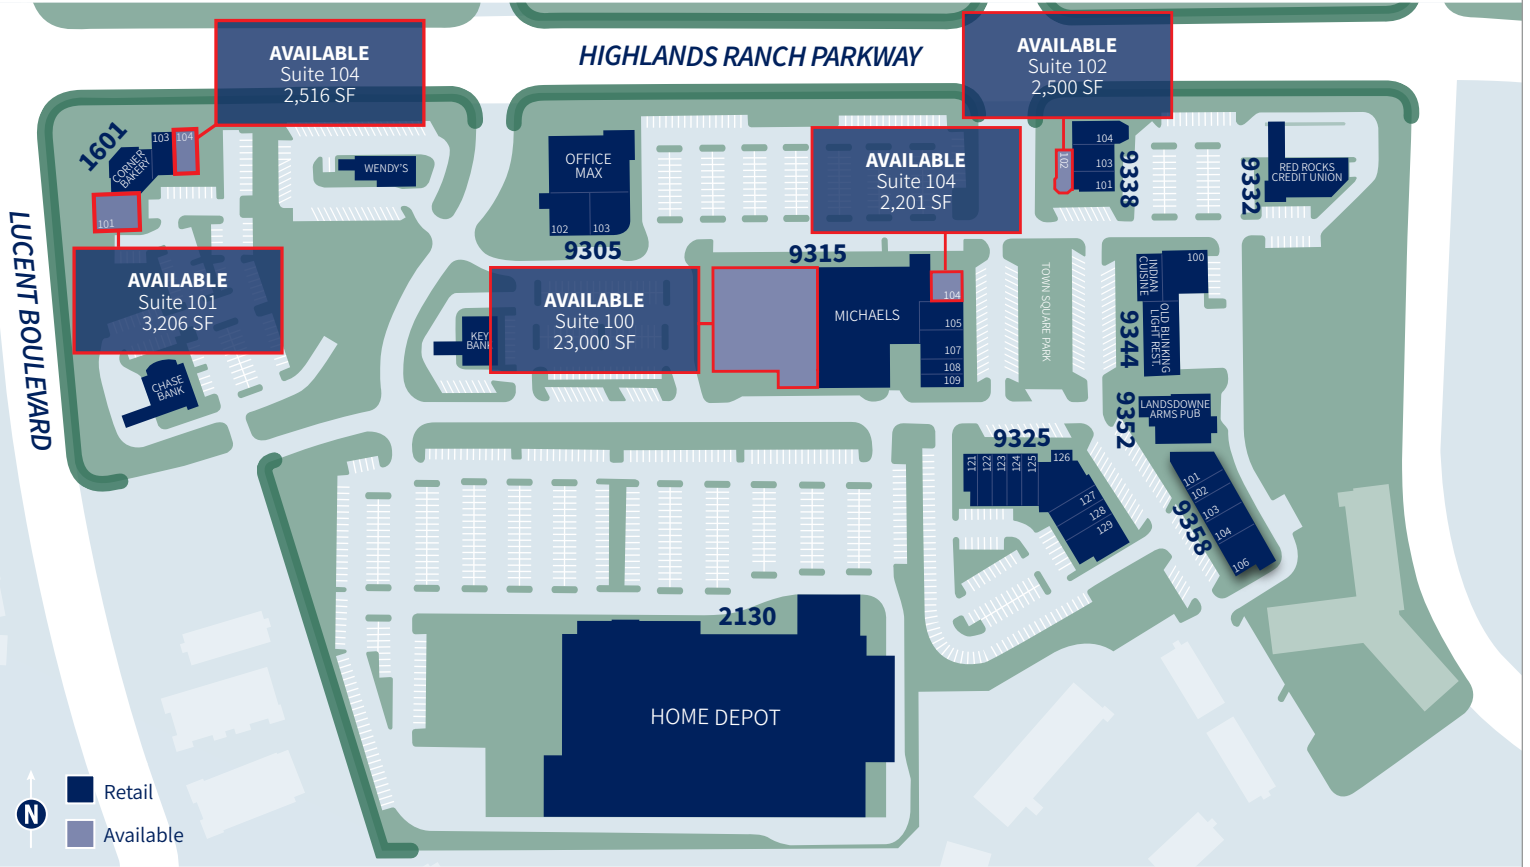 HIGHLANDS RANCH PARKWAY
AVAILABLE
Suite 104
2,516 SF
AVAILABLE
Suite 102
2,500 SF
1601
CORNER
BAKERY
103
104
101
WENDY'S
OFFICE
MAX
102
103
9305
AVAILABLE
Suite 104
2,201 SF
102
104
103
101
9338
9332
RED ROCKS
CREDIT UNION
LUCENT BOULEVARD
AVAILABLE
Suite 101
3,206 SF
CHASE
BANK
KEY
BANK
AVAILABLE
Suite 100
23,000 SF
9315
MICHAELS
104
105
107
108
109
TOWN SQUARE PARK
INDIAN
CUISINE
100
9344
OLD BLINKING
LIGHT REST.
9352
LANDSDOWNE
ARMS PUB
9325
121
122
123
124
125
126
127
128
129
9358
101
102
103
104
106
2130
HOME DEPOT
N
Retail
Available